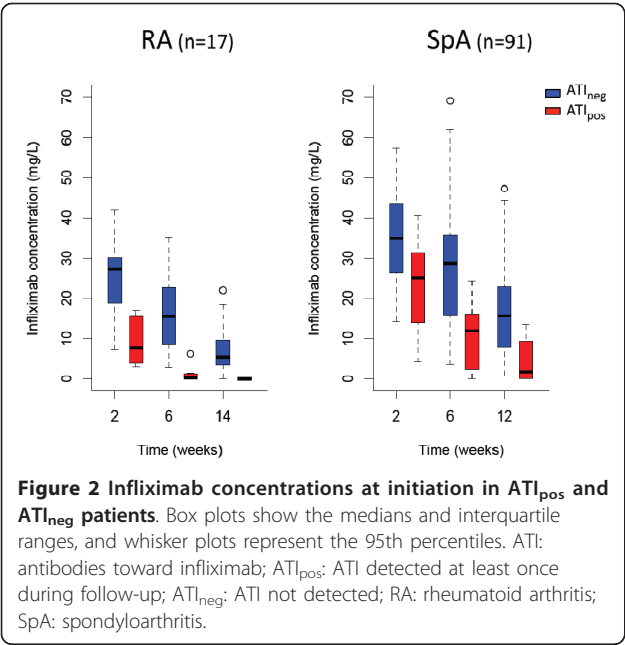 RA (n=17)
SpA (n=91)
ATIneg
ATIpos
Infliximab concentration (mg/L)
70
60
50
40
30
20
10
0
2 6 14
Time (weeks)
Infliximab concentration (mg/L)
70
60
50
40
30
20
10
0
2 6 12
Time (weeks)
Figure 2 Infliximab concentrations at initiation in ATIpos and
ATIneg patients. Box plots show the medians and interquartile
ranges, and whisker plots represent the 95th percentiles. ATI:
antibodies toward infliximab; ATIpos: ATI detected at least once
during follow-up; ATIneg: ATI not detected; RA: rheumatoid arthritis;
SpA: spondyloarthritis.